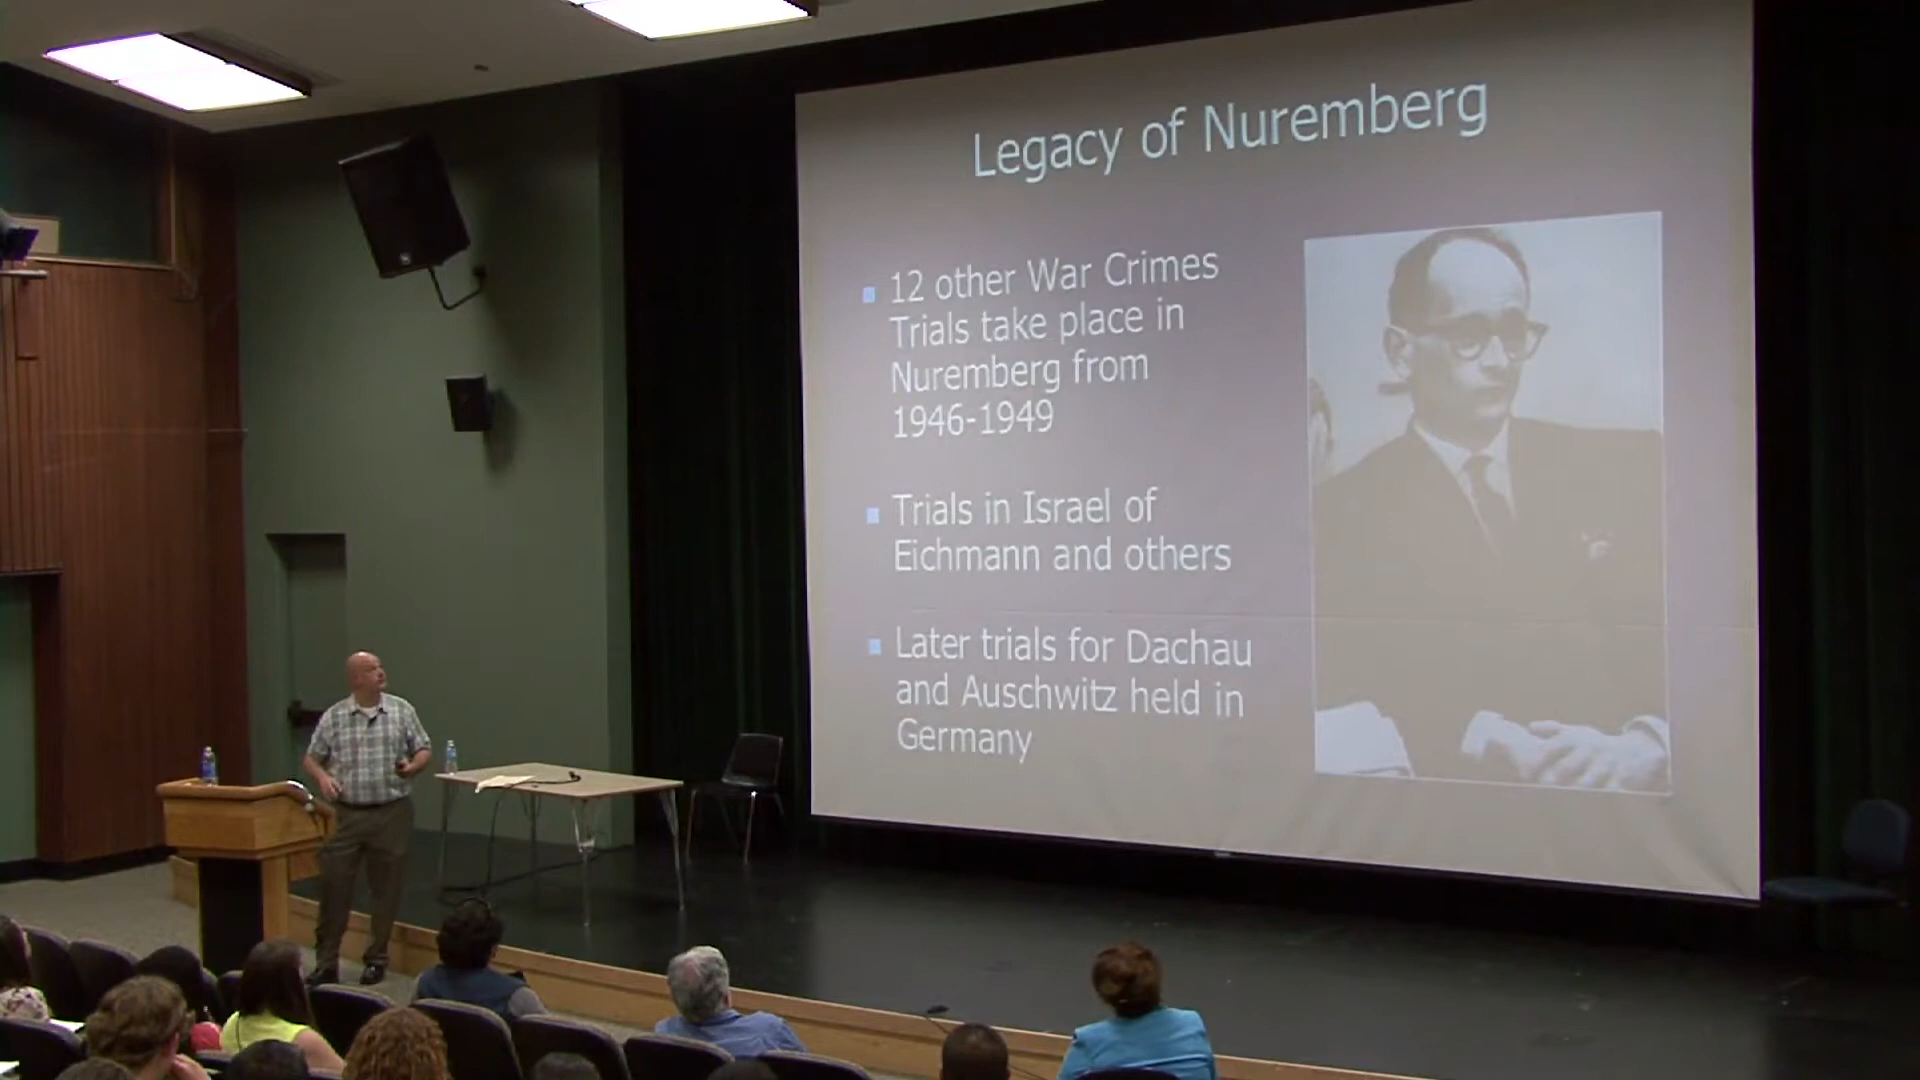 Legacy of Nuremberg
12 other War Crimes
Trials take place in
Nuremberg from
1946-1949
Trials in Israel of
Eichmann and others
Later trials for Dachau
and Auschwitz held in
Germany